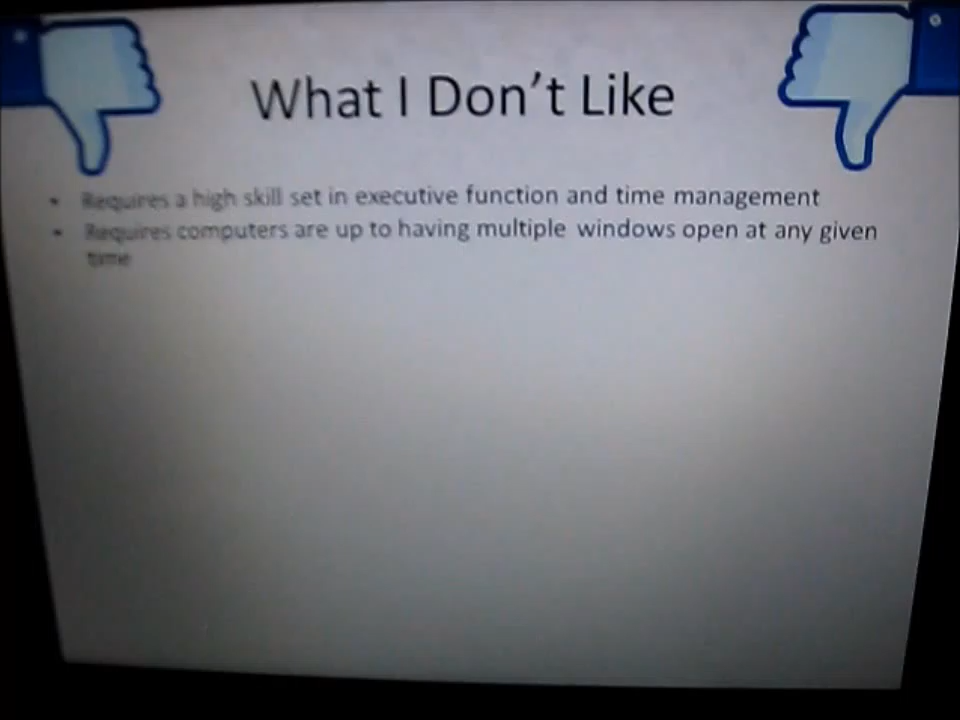 What I Don't Like
• Requires a high skill set in executive function and time management
• Requires computers are up to having multiple windows open at any given
time